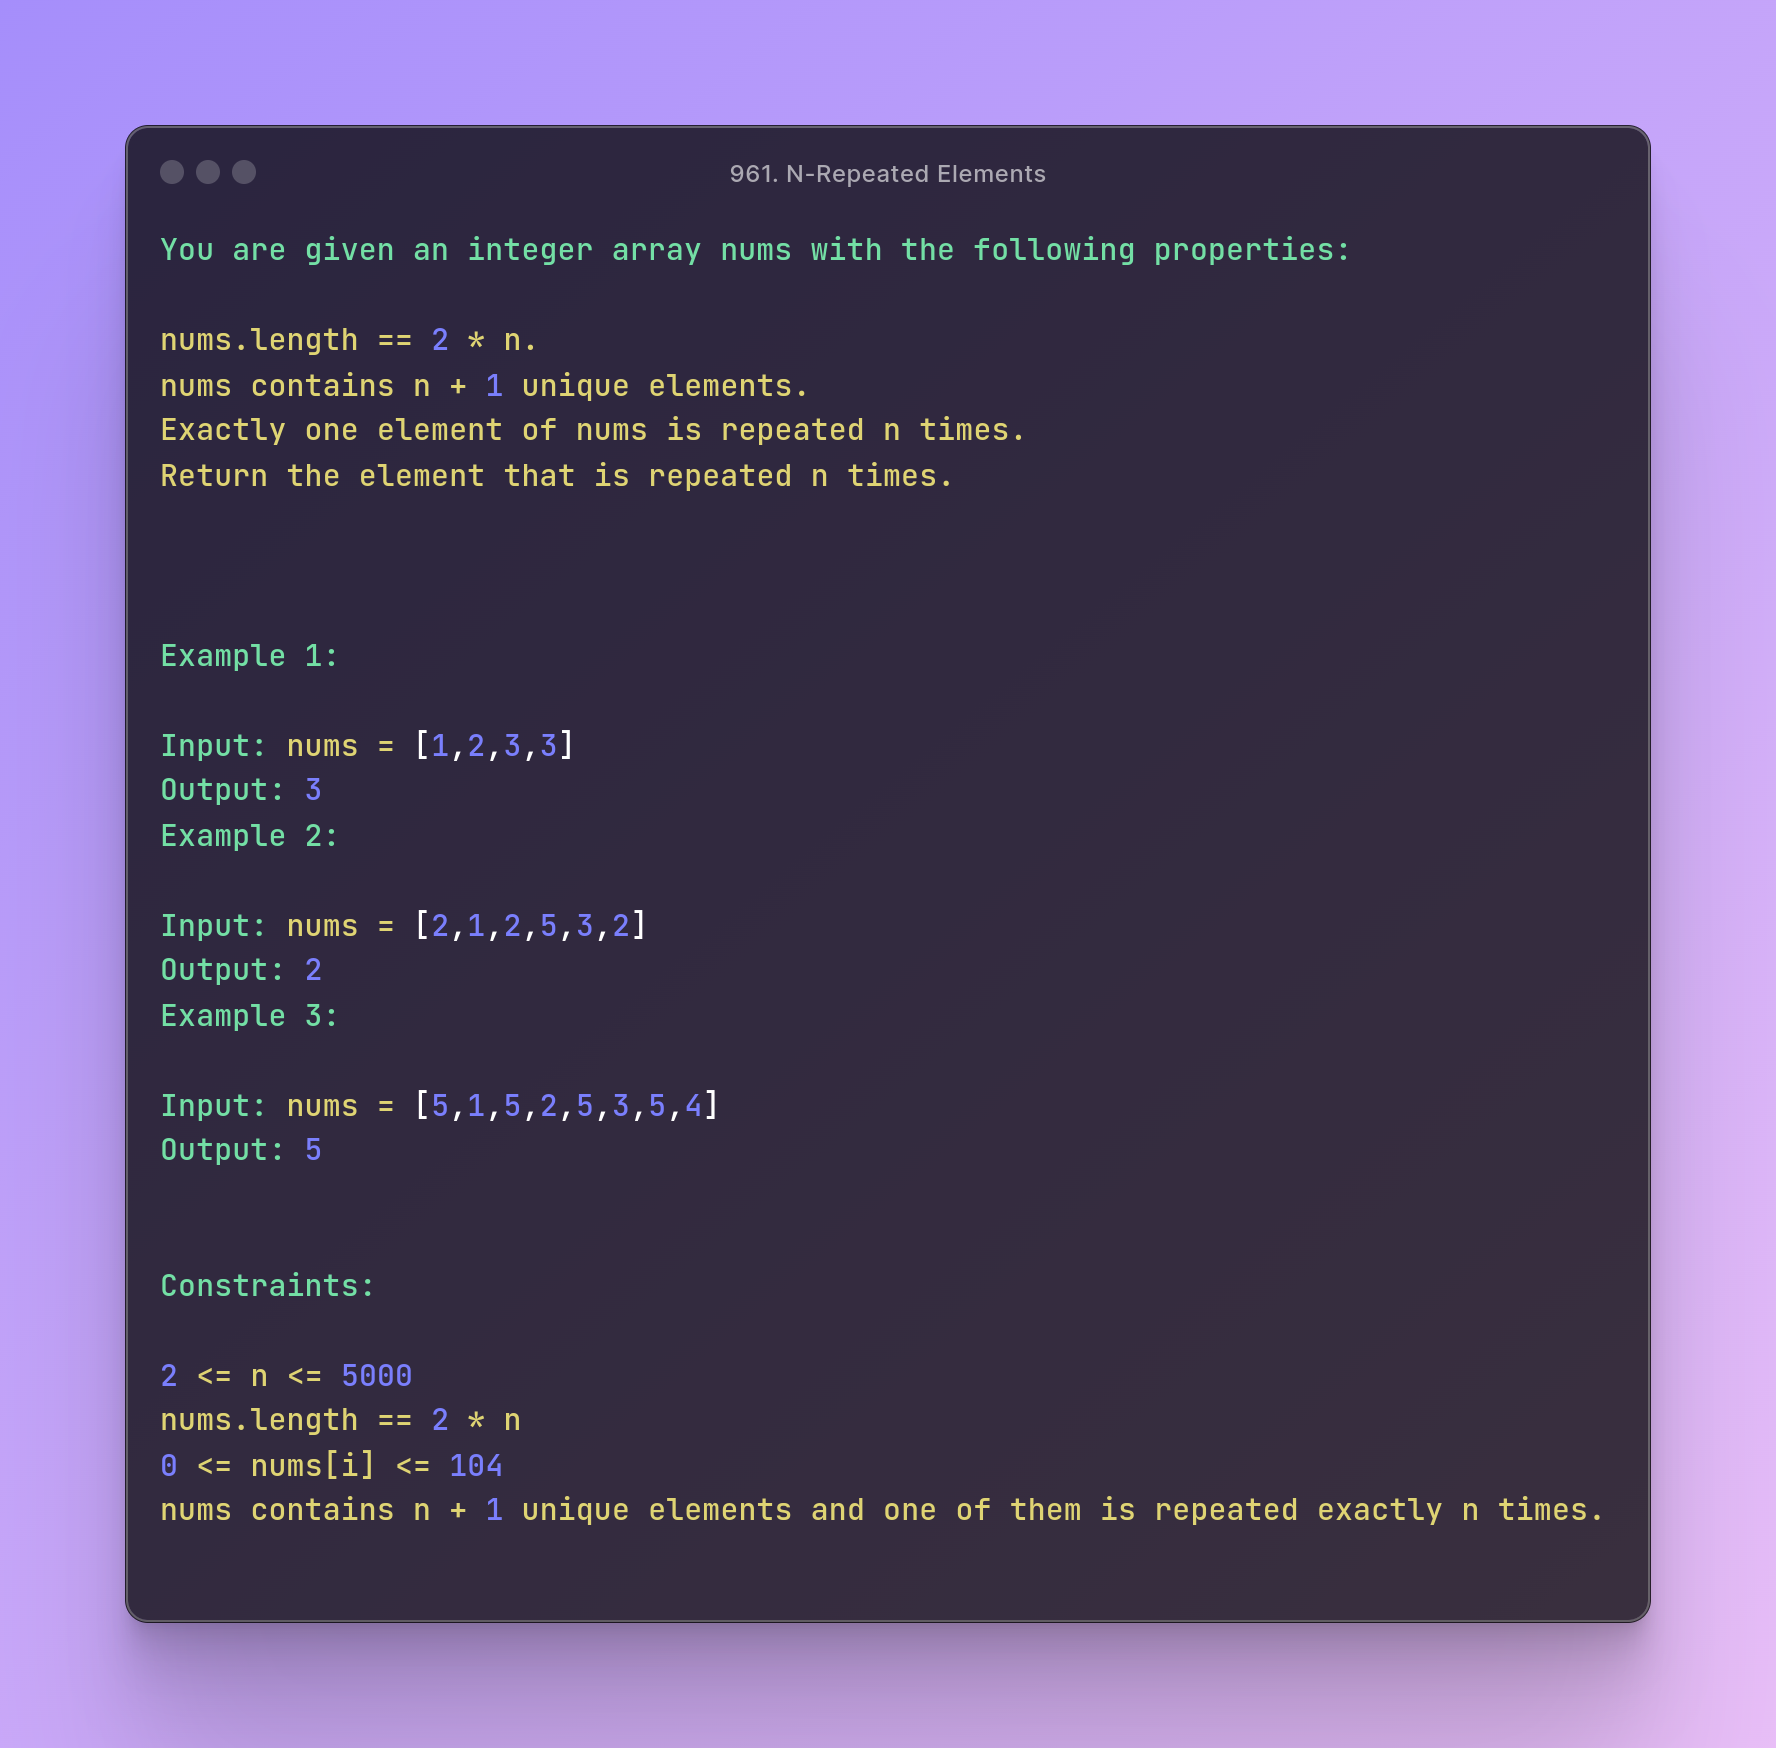 961. N-Repeated Elements
You are given an integer array nums with the following properties:
nums.length == 2 * n.
nums contains n + 1 unique elements.
Exactly one element of nums is repeated n times.
Return the element that is repeated n times.
Example 1:
Input: nums = [1,2,3,3]
Output: 3
Example 2:
Input: nums = [2,1,2,5,3,2]
Output: 2
Example 3:
Input: nums = [5,1,5,2,5,3,5,4]
Output: 5
Constraints:
2 <= n <= 5000
nums.length == 2 * n
0 <= nums[i] <= 104
nums contains n + 1 unique elements and one of them is repeated exactly n times.